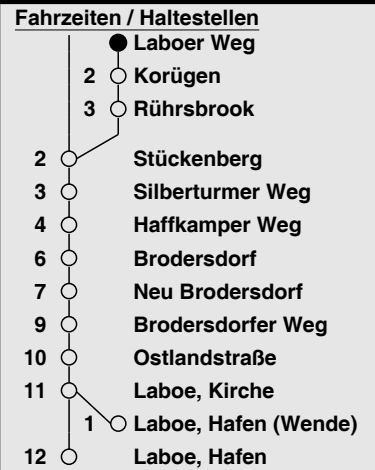 Fahrzeiten / Haltestellen
Laboer Weg
2 Korügen
3 Rührsbrook
2 Stückenberg
3 Silberturmer Weg
4 Haffkamper Weg
6 Brodersdorf
7 Neu Brodersdorf
9 Brodersdorfer Weg
10 Ostlandstraße
11 Laboe, Kirche
1 Laboe, Hafen (Wende)
12 Laboe, Hafen